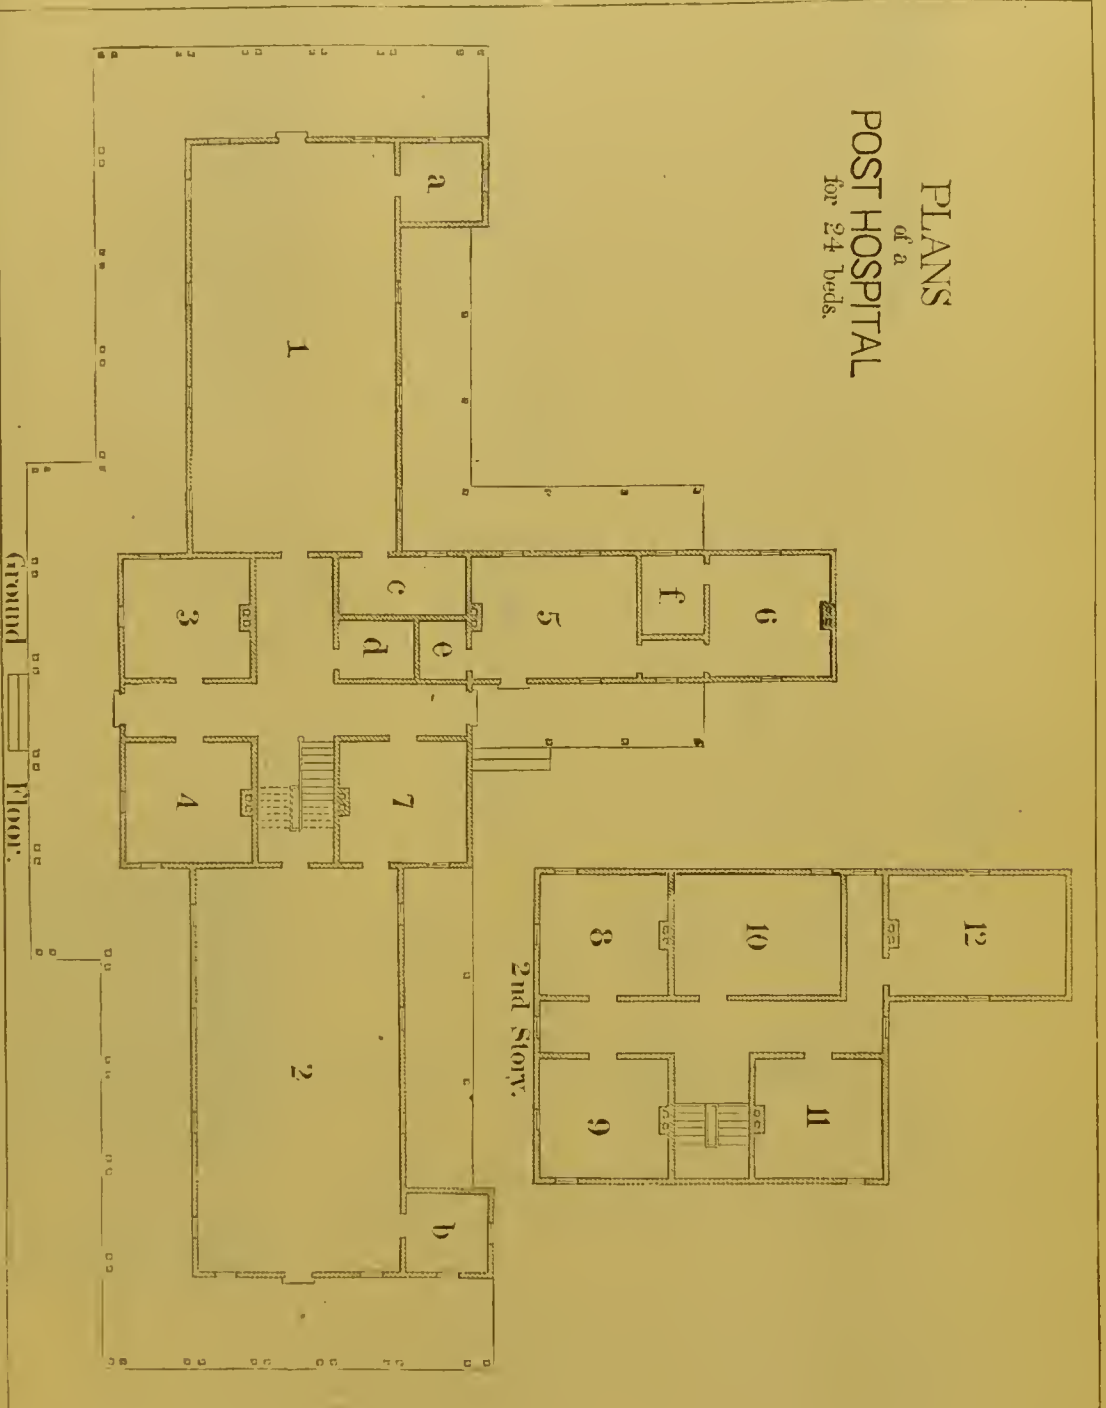 PLANS
of a
POST HOSPITAL
for 24 beds.
12
10
8
11
9
2nd Story.
6
f
5
e
c
d
7
3
4
a
1
2
b
Ground Floor.